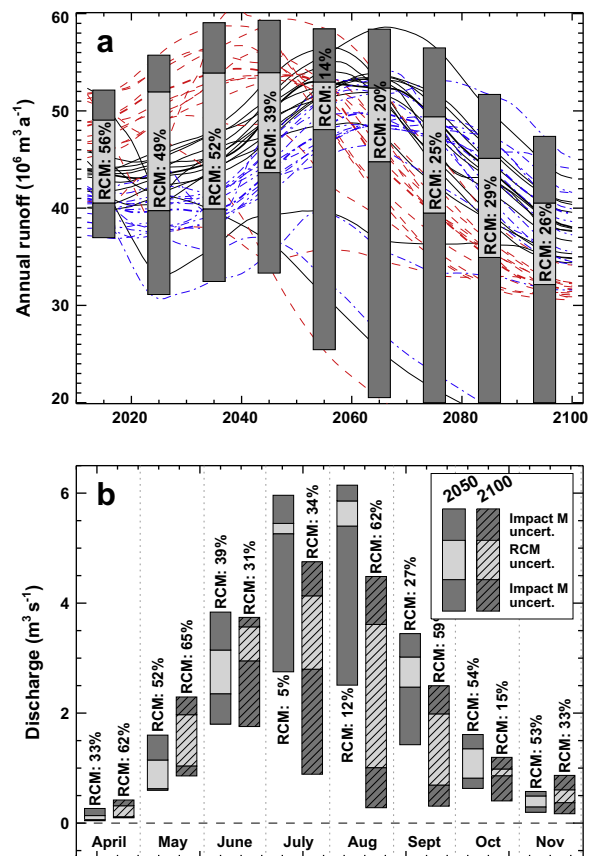 a
Annual runoff (10⁶ m³ a⁻¹)
60
50
40
30
20
RCM: 56%
RCM: 49%
RCM: 52%
RCM: 39%
RCM: 14%
RCM: 20%
RCM: 25%
RCM: 29%
RCM: 26%
2020 2040 2060 2080 2100
b
Discharge (m³ s⁻¹)
6
4
2
0
2050 2100
Impact M
uncert.
RCM
uncert.
Impact M
uncert.
RCM: 33%
RCM: 62%
RCM: 52%
RCM: 65%
RCM: 39%
RCM: 31%
RCM: 5%
RCM: 34%
RCM: 12%
RCM: 62%
RCM: 27%
RCM: 59%
RCM: 54%
RCM: 15%
RCM: 53%
RCM: 33%
April May June July Aug Sept Oct Nov